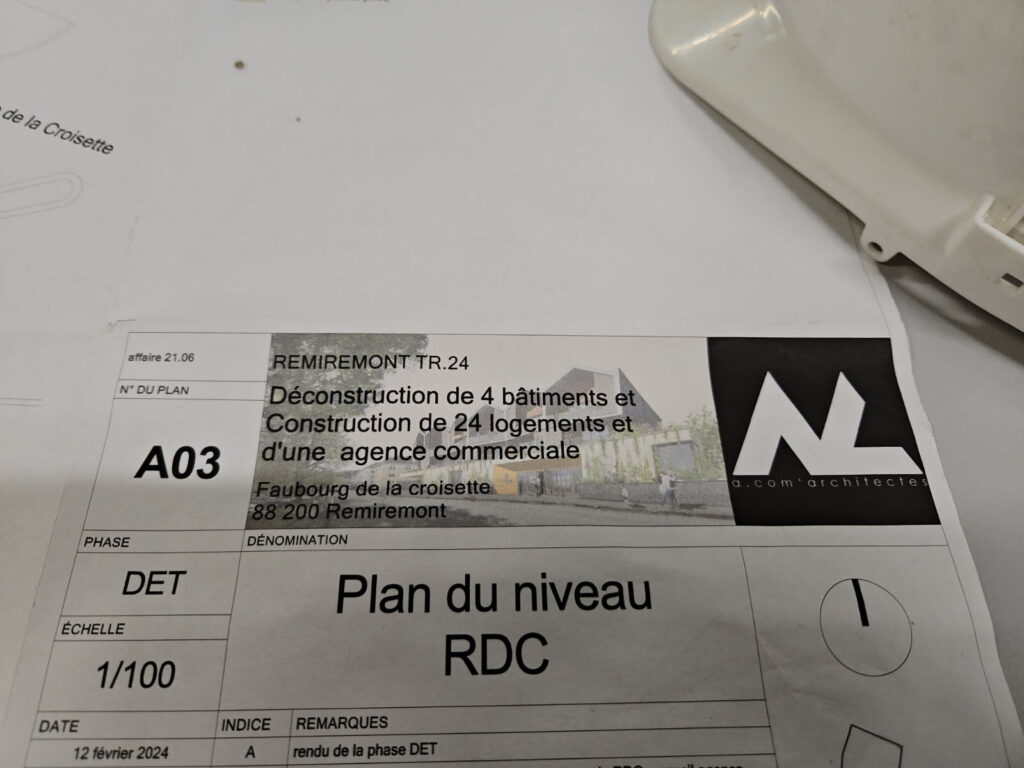 de la Croisette
affaire 21.06
N° DU PLAN
A03
REMIREMONT TR.24
Déconstruction de 4 bâtiments et
Construction de 24 logements et
d'une agence commerciale
Faubourg de la croisette
88 200 Remiremont
a.com'architectes
PHASE
DET
ÉCHELLE
1/100
DÉNOMINATION
Plan du niveau
RDC
DATE INDICE REMARQUES
12 février 2024 A rendu de la phase DET